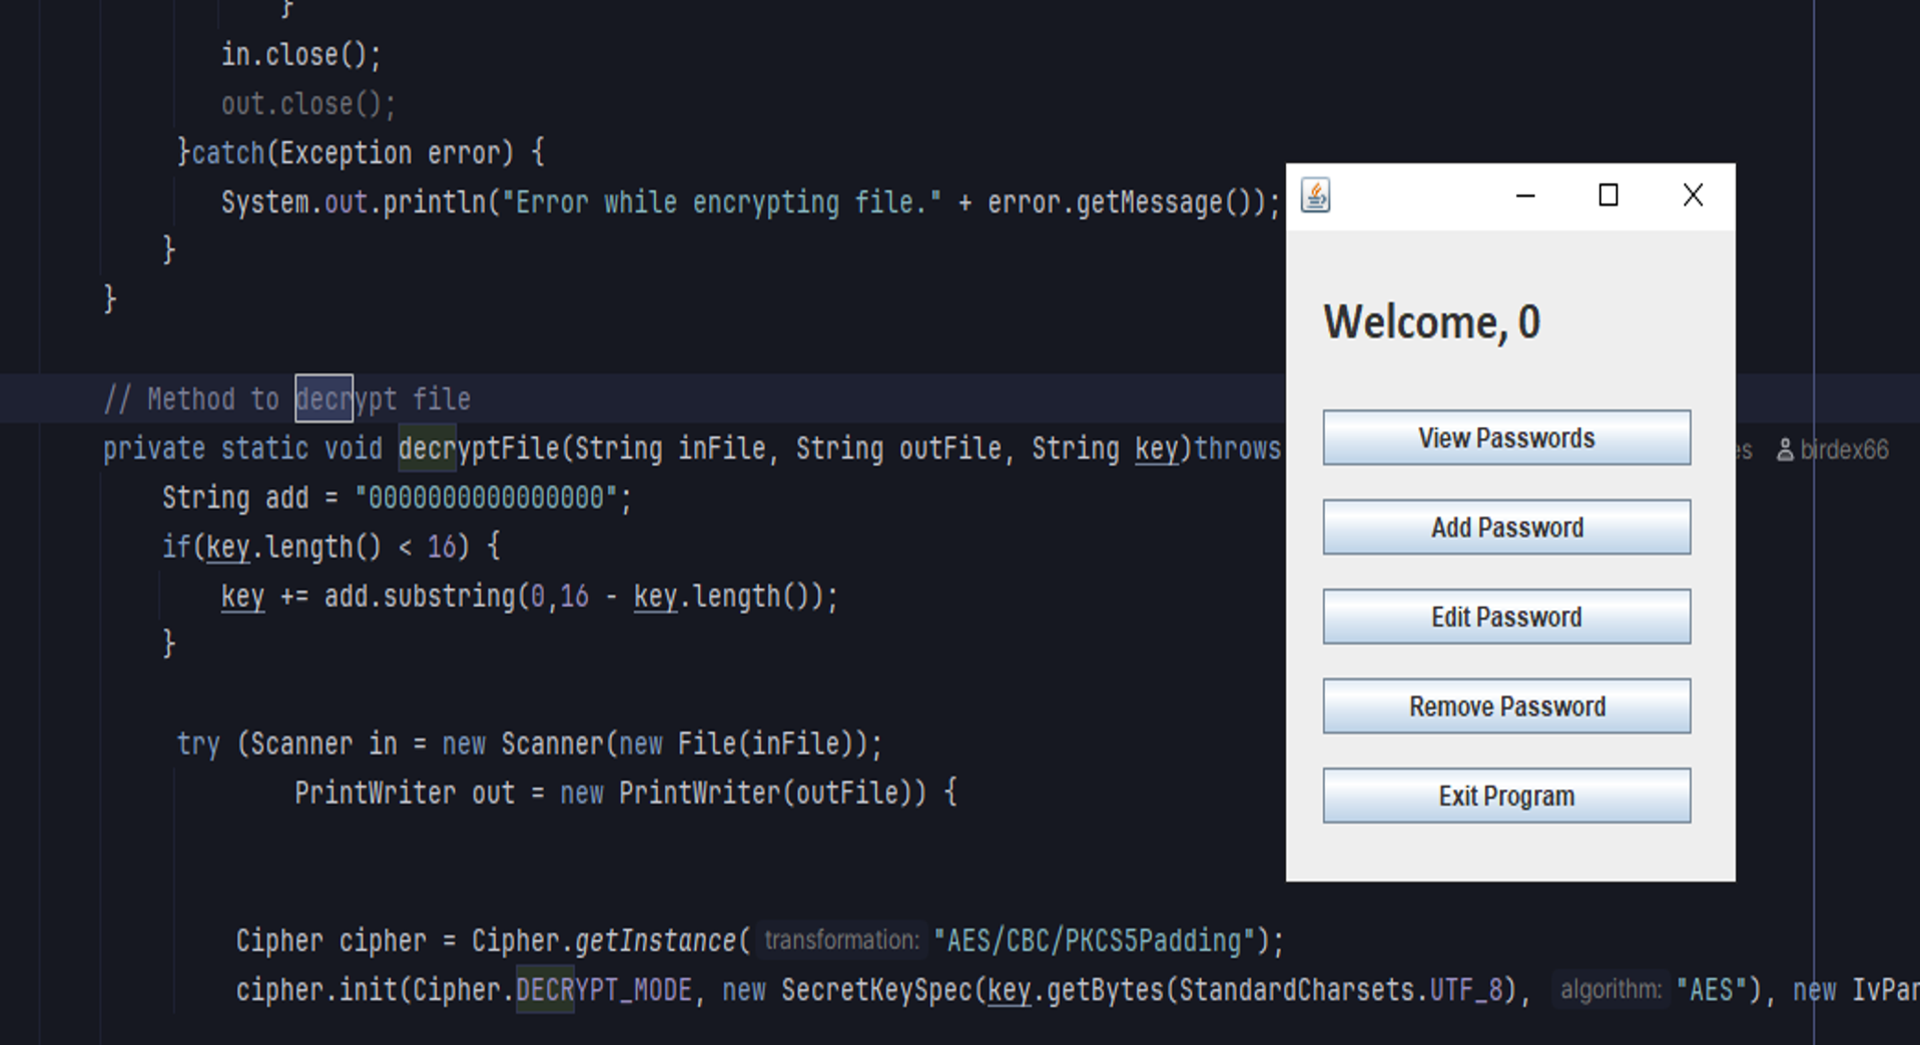 }
in.close();
out.close();
}catch(Exception error) {
System.out.println("Error while encrypting file." + error.getMessage());
}
}
// Method to decrypt file
private static void decryptFile(String inFile, String outFile, String key)throws
birdex66
String add = "0000000000000000";
if(key.length() < 16) {
key += add.substring(0,16 - key.length());
}
try (Scanner in = new Scanner(new File(inFile));
PrintWriter out = new PrintWriter(outFile)) {
Cipher cipher = Cipher.getInstance( transformation: "AES/CBC/PKCS5Padding");
cipher.init(Cipher.DECRYPT_MODE, new SecretKeySpec(key.getBytes(StandardCharsets.UTF_8), algorithm: "AES"), new
Welcome, 0
View Passwords
Add Password
Edit Password
Remove Password
Exit Program